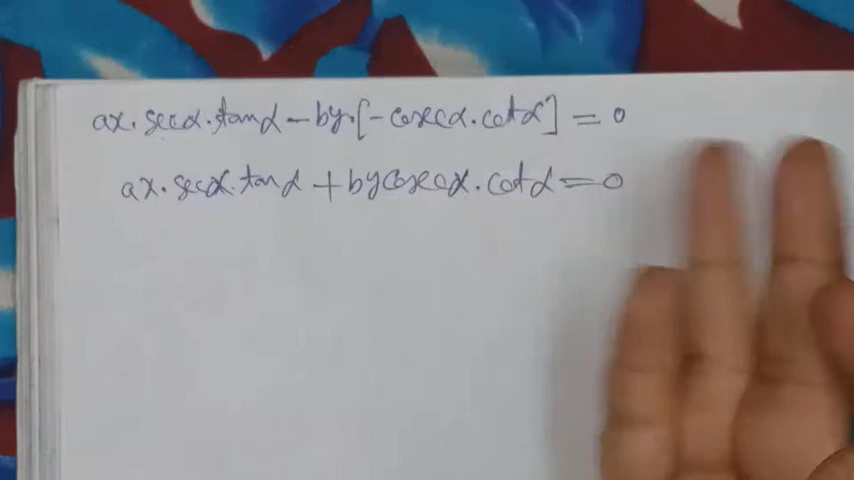 ax. secα.tanα - by.[- cosecα.cotα] = 0
ax. secα.tanα + by cosecα. cotα = 0